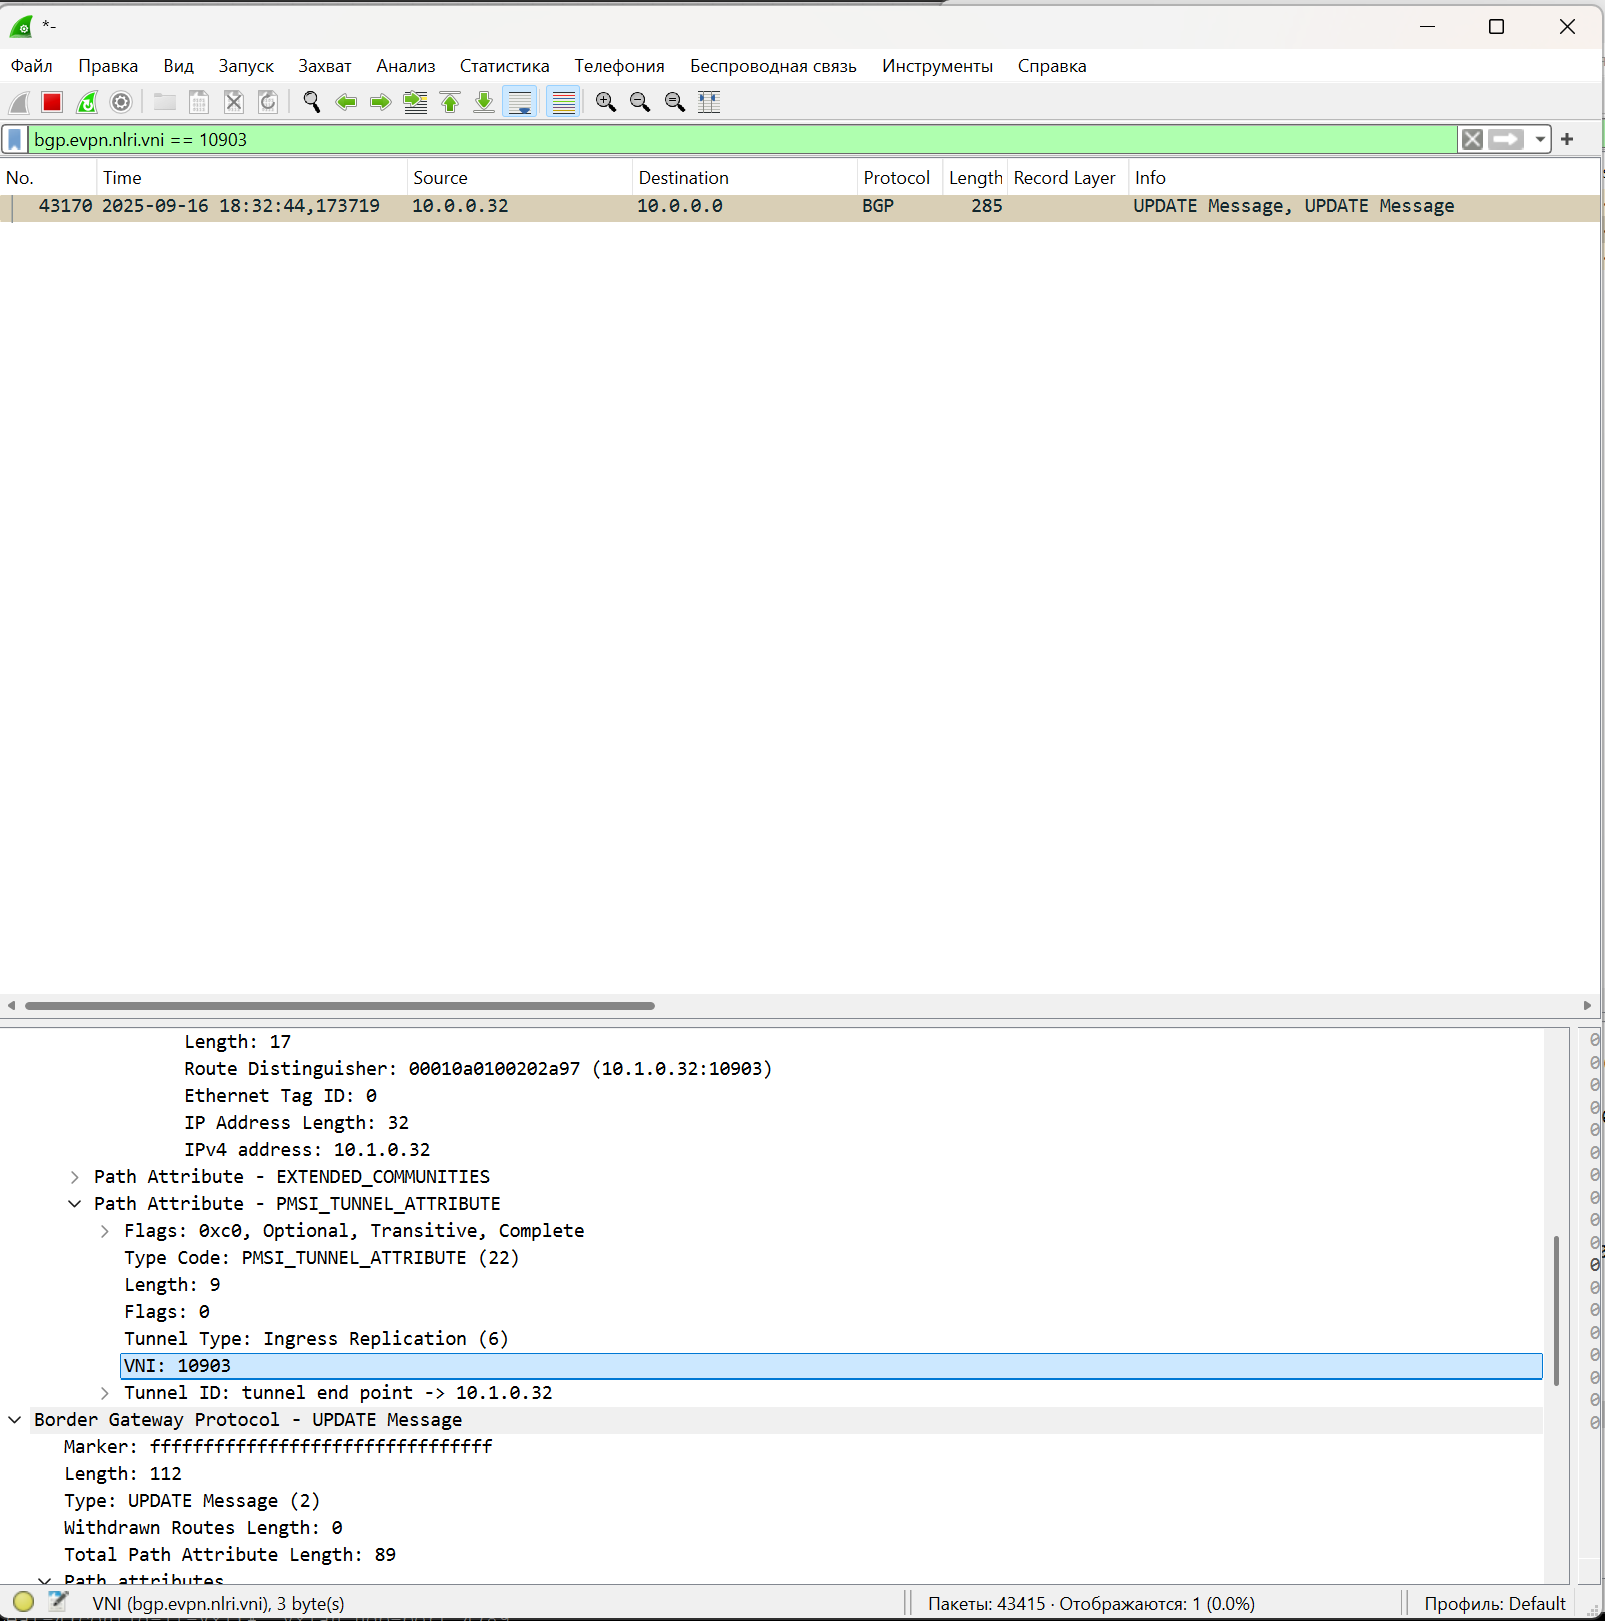 *-
Файл Правка Вид Запуск Захват Анализ Статистика Телефония Беспроводная связь Инструменты Справка
bgp.evpn.nlri.vni == 10903
No. Time Source Destination Protocol Length Record Layer Info
43170 2025-09-16 18:32:44,173719 10.0.0.32 10.0.0.0 BGP 285 UPDATE Message, UPDATE Message
Length: 17
Route Distinguisher: 00010a0100202a97 (10.1.0.32:10903)
Ethernet Tag ID: 0
IP Address Length: 32
IPv4 address: 10.1.0.32
Path Attribute - EXTENDED_COMMUNITIES
Path Attribute - PMSI_TUNNEL_ATTRIBUTE
Flags: 0xc0, Optional, Transitive, Complete
Type Code: PMSI_TUNNEL_ATTRIBUTE (22)
Length: 9
Flags: 0
Tunnel Type: Ingress Replication (6)
VNI: 10903
Tunnel ID: tunnel end point -> 10.1.0.32
Border Gateway Protocol - UPDATE Message
Marker: ffffffffffffffffffffffffffffffff
Length: 112
Type: UPDATE Message (2)
Withdrawn Routes Length: 0
Total Path Attribute Length: 89
Path attributes
VNI (bgp.evpn.nlri.vni), 3 byte(s) Пакеты: 43415 · Отображаются: 1 (0.0%) Профиль: Default